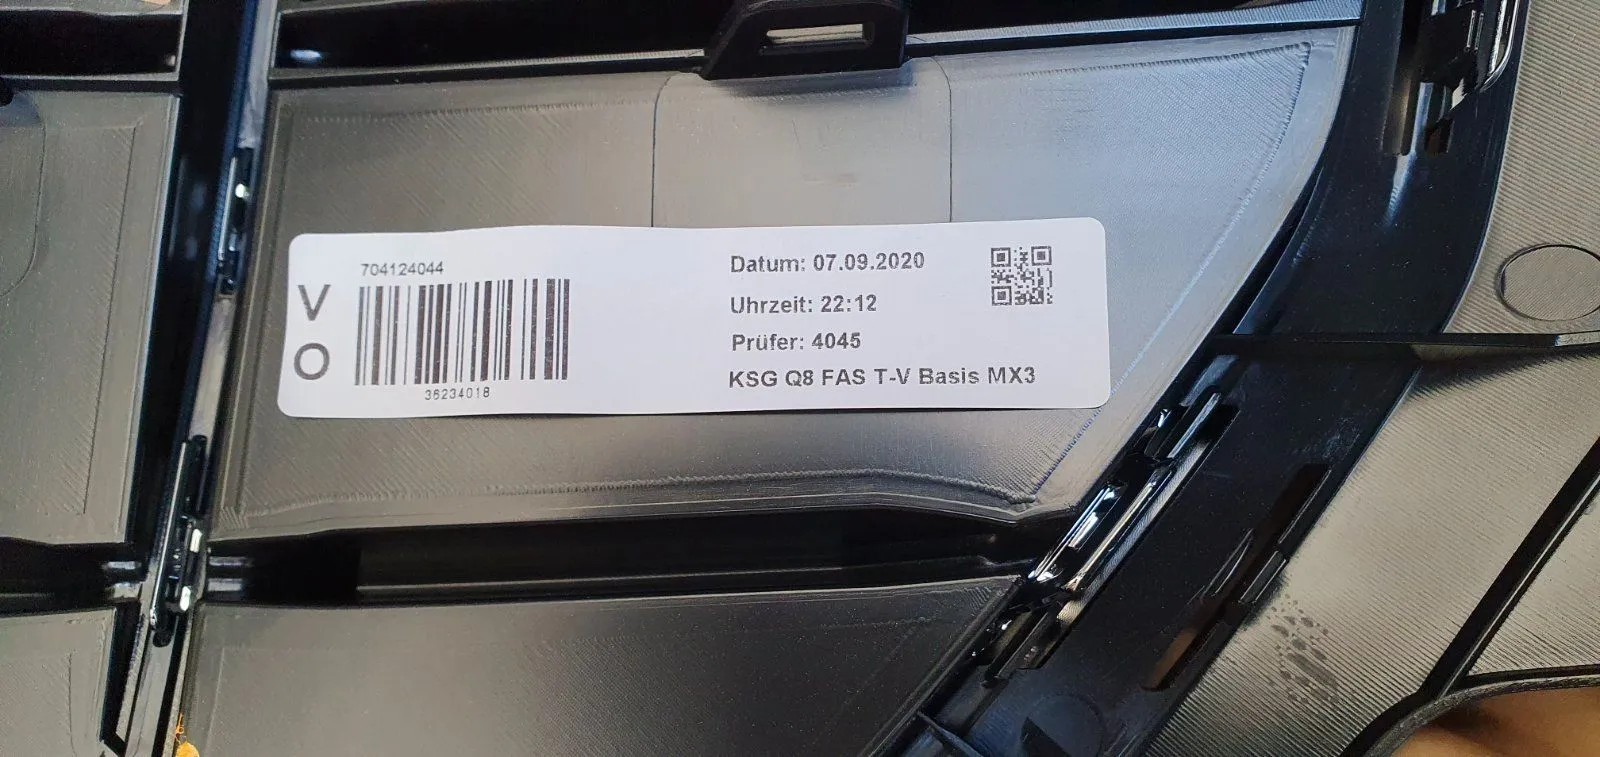 704124044
V
O
36234018
Datum: 07.09.2020
Uhrzeit: 22:12
Prüfer: 4045
KSG Q8 FAS T-V Basis MX3